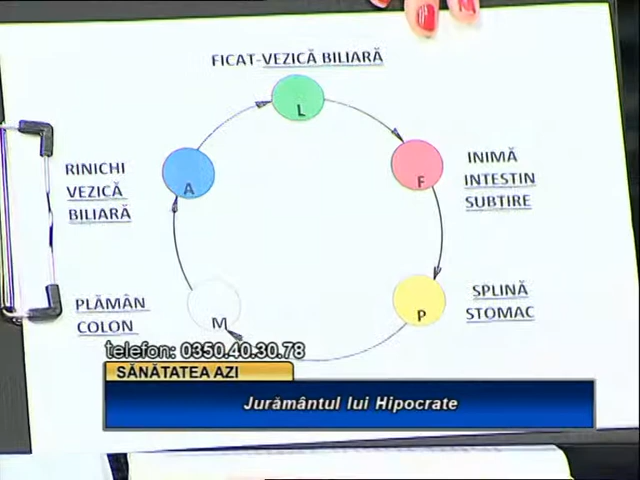 FICAT-VEZICĂ BILIARĂ
L
RINICHI
VEZICĂ
BILIARĂ
A
F
INIMĂ
INTESTIN
SUBŢIRE
PLĂMÂN
COLON
M
P
SPLINĂ
STOMAC
telefon: 0350.40.30.78
SĂNĂTATEA AZI
Jurământul lui Hipocrate